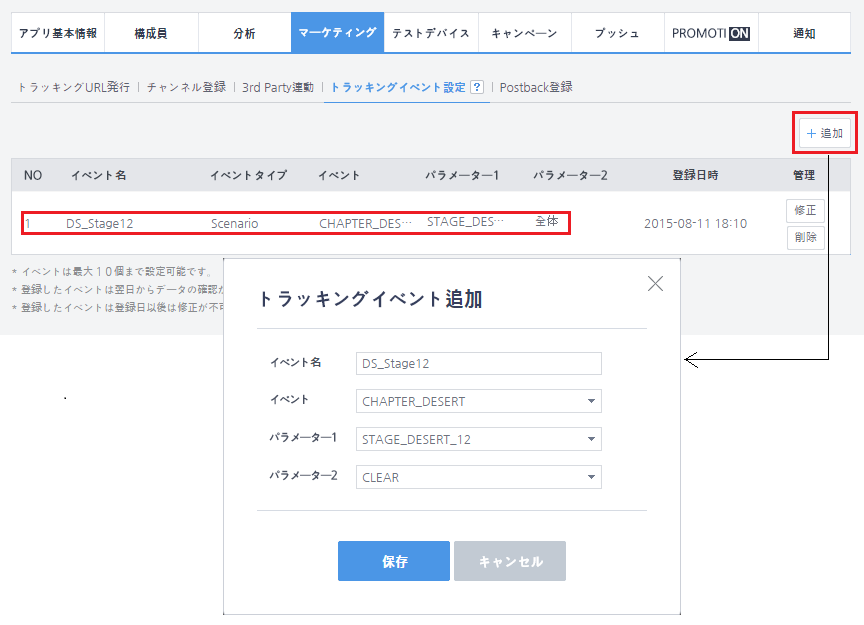 アプリ基本情報 構成員 分析 マーケティング テストデバイス キャンペーン プッシュ PROMOTION 通知
トラッキングURL発行 チャンネル登録 3rd Party連動 トラッキングイベント設定 ? Postback登録
＋ 追加
NO イベント名 イベントタイプ イベント パラメーター1 パラメーター2 登録日時 管理
1 DS_Stage12 Scenario CHAPTER_DES… STAGE_DES… 全体 2015-08-11 18:10 修正
削除
* イベントは最大１０個まで設定可能です。
* 登録したイベントは翌日からデータの確認が
* 登録したイベントは登録日以後は修正が不可
トラッキングイベント追加
イベント名 DS_Stage12
イベント CHAPTER_DESERT
パラメーター1 STAGE_DESERT_12
パラメーター2 CLEAR
保存 キャンセル